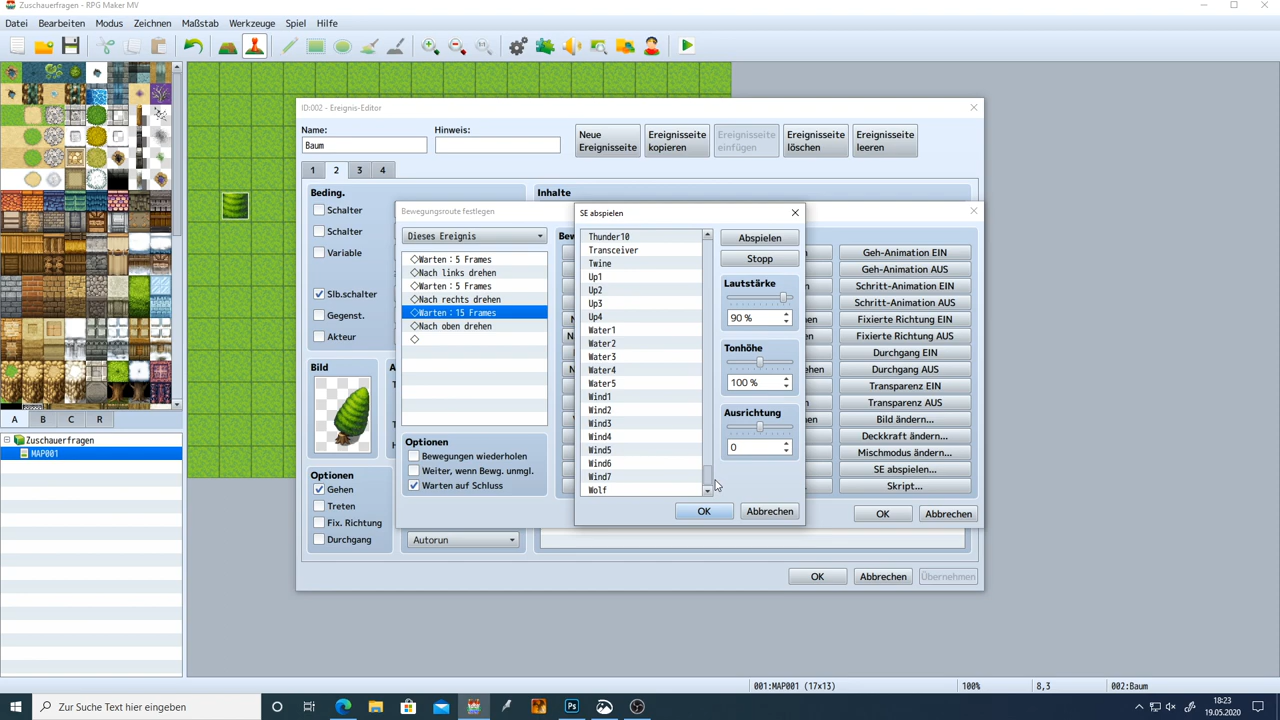 Zuschauerfragen - RPG Maker MV
Datei Bearbeiten Modus Zeichnen Maßstab Werkzeuge Spiel Hilfe
ID:002 - Ereignis-Editor
Name:
Baum
Hinweis:
Neue Ereignisseite
Ereignisseite kopieren
Ereignisseite einfügen
Ereignisseite löschen
Ereignisseite leeren
1 2 3 4
Beding.
Schalter
Schalter
Variable
Slb.schalter
Gegenst.
Akteur
Bild
Optionen
Gehen
Treten
Fix. Richtung
Durchgang
Autorun
Inhalte
Bewegungsroute festlegen
Dieses Ereignis
◇Warten：5 Frames
◇Nach links drehen
◇Warten：5 Frames
◇Nach rechts drehen
◇Warten：15 Frames
◇Nach oben drehen
◇
Optionen
Bewegungen wiederholen
Weiter, wenn Bewg. unmgl.
Warten auf Schluss
SE abspielen
Thunder10
Transceiver
Twine
Up1
Up2
Up3
Up4
Water1
Water2
Water3
Water4
Water5
Wind1
Wind2
Wind3
Wind4
Wind5
Wind6
Wind7
Wolf
Abspielen
Stopp
Lautstärke
90 %
Tonhöhe
100 %
Ausrichtung
0
OK Abbrechen
Geh-Animation EIN
Geh-Animation AUS
Schritt-Animation EIN
Schritt-Animation AUS
Fixierte Richtung EIN
Fixierte Richtung AUS
Durchgang EIN
Durchgang AUS
Transparenz EIN
Transparenz AUS
Bild ändern...
Deckkraft ändern...
Mischmodus ändern...
SE abspielen...
Skript...
OK Abbrechen
OK Abbrechen Übernehmen
A B C R
Zuschauerfragen
MAP001
001:MAP001 (17×13) 100% 8,3 002:Baum
Zur Suche Text hier eingeben
18:23
19.05.2020